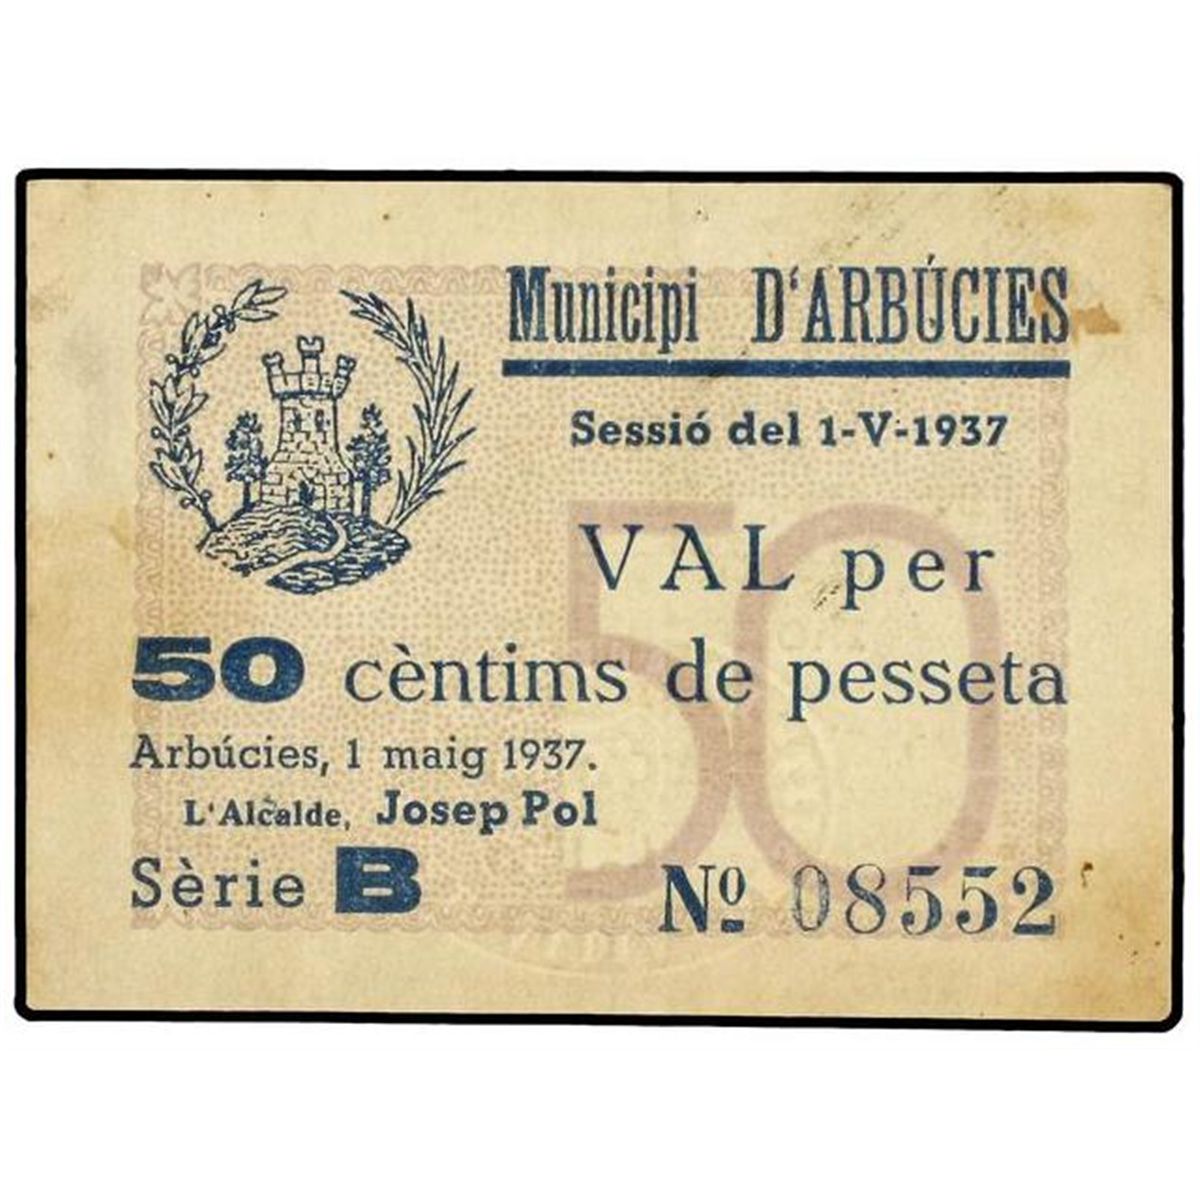 Municipi D'ARBÚCIES
Sessió del 1-V-1937
50
VAL per
50 cèntims de pesseta
Arbúcies, 1 maig 1937.
L'Alcalde, Josep Pol
Sèrie B Nº 08552